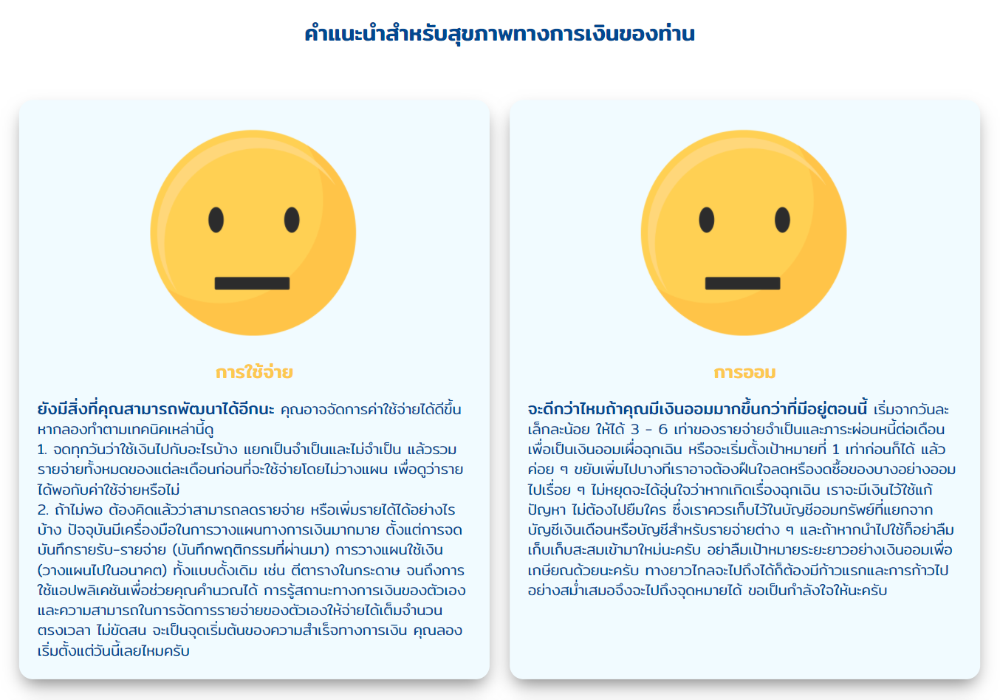 คำแนะนำสำหรับสุขภาพทางการเงินของท่าน
การใช้จ่าย
ยังมีสิ่งที่คุณสามารถพัฒนาได้อีกนะ คุณอาจจัดการค่าใช้จ่ายได้ดีขึ้น
หากลองทำตามเทคนิคเหล่านี้ดู
1. จดทุกวันว่าใช้เงินไปกับอะไรบ้าง แยกเป็นจำเป็นและไม่จำเป็น แล้วรวม
รายจ่ายทั้งหมดของแต่ละเดือนก่อนที่จะใช้จ่ายโดยไม่วางแผน เพื่อดูว่าราย
ได้พอกับค่าใช้จ่ายหรือไม่
2. ถ้าไม่พอ ต้องคิดแล้วว่าสามารถลดรายจ่าย หรือเพิ่มรายได้ได้อย่างไร
บ้าง ปัจจุบันมีเครื่องมือในการวางแผนทางการเงินมากมาย ตั้งแต่การจด
บันทึกรายรับ-รายจ่าย (บันทึกพฤติกรรมที่ผ่านมา) การวางแผนใช้เงิน
(วางแผนไปในอนาคต) ทั้งแบบดั้งเดิม เช่น ตีตารางในกระดาษ จนถึงการ
ใช้แอปพลิเคชันเพื่อช่วยคุณคำนวณได้ การรู้สถานะทางการเงินของตัวเอง
และความสามารถในการจัดการรายจ่ายของตัวเองให้จ่ายได้เต็มจำนวน
ตรงเวลา ไม่ขัดสน จะเป็นจุดเริ่มต้นของความสำเร็จทางการเงิน คุณลอง
เริ่มตั้งแต่วันนี้เลยไหมครับ
การออม
จะดีกว่าไหมถ้าคุณมีเงินออมมากขึ้นกว่าที่มีอยู่ตอนนี้ เริ่มจากวันละ
เล็กละน้อย ให้ได้ 3 - 6 เท่าของรายจ่ายจำเป็นและภาระผ่อนหนี้ต่อเดือน
เพื่อเป็นเงินออมเผื่อฉุกเฉิน หรือจะเริ่มตั้งเป้าหมายที่ 1 เท่าก่อนก็ได้ แล้ว
ค่อย ๆ ขยับเพิ่มไปบางทีเราอาจต้องฝืนใจลดหรืองดซื้อของบางอย่างออม
ไปเรื่อย ๆ ไม่หยุดจะได้อุ่นใจว่าหากเกิดเรื่องฉุกเฉิน เราจะมีเงินไว้ใช้แก้
ปัญหา ไม่ต้องไปยืมใคร ซึ่งเราควรเก็บไว้ในบัญชีออมทรัพย์ที่แยกจาก
บัญชีเงินเดือนหรือบัญชีสำหรับรายจ่ายต่าง ๆ และถ้าหากนำไปใช้ก็อย่าลืม
เก็บเก็บสะสมเข้ามาใหม่นะครับ อย่าลืมเป้าหมายระยะยาวอย่างเงินออมเพื่อ
เกษียณด้วยนะครับ ทางยาวไกลจะไปถึงได้ก็ต้องมีก้าวแรกและการก้าวไป
อย่างสม่ำเสมอจึงจะไปถึงจุดหมายได้ ขอเป็นกำลังใจให้นะครับ